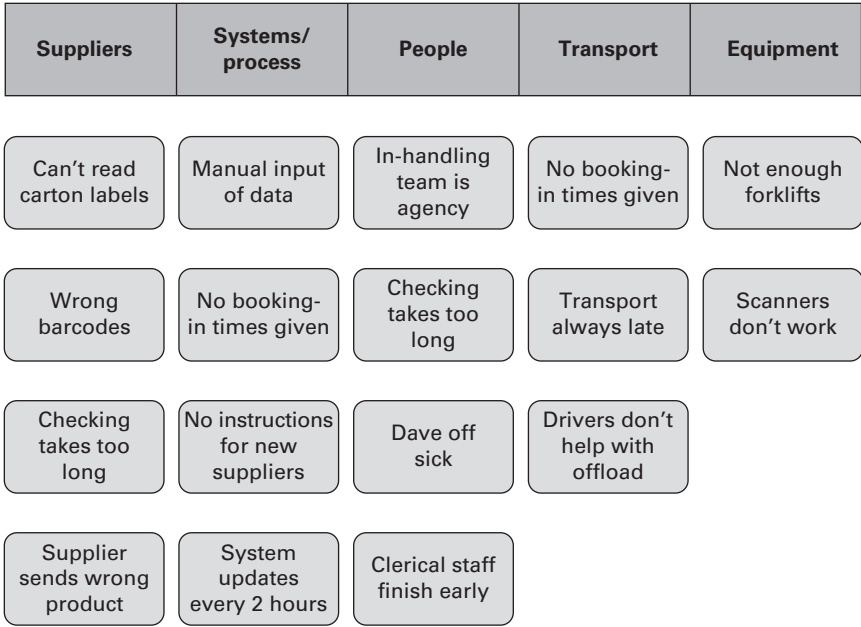 Suppliers
Systems/
process
People
Transport
Equipment
Can’t read
carton labels
Manual input
of data
In-handling
team is
agency
No booking-
in times given
Not enough
forklifts
Wrong
barcodes
No booking-
in times given
Checking
takes too
long
Transport
always late
Scanners
don’t work
Checking
takes too
long
No instructions
for new
suppliers
Dave off
sick
Drivers don’t
help with
offload
Supplier
sends wrong
product
System
updates
every 2 hours
Clerical staff
finish early